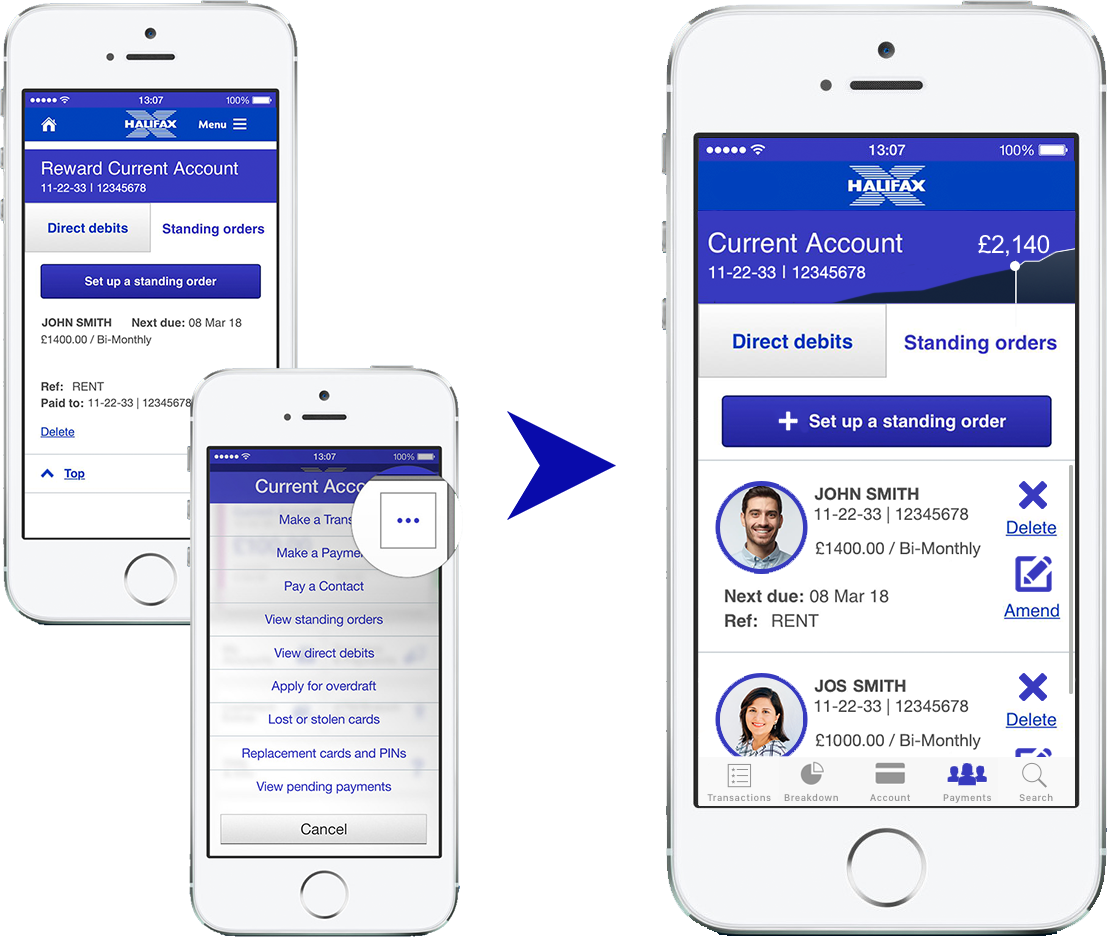 13:07 100%
HALIFAX Menu
Reward Current Account
11-22-33 | 12345678
Direct debits Standing orders
Set up a standing order
JOHN SMITH Next due: 08 Mar 18
£1400.00 / Bi-Monthly
Ref: RENT
Paid to: 11-22-33 | 12345678
Delete
Top
13:07 100%
Current Acco
Make a Trans
Make a Payme
Pay a Contact
View standing orders
View direct debits
Apply for overdraft
Lost or stolen cards
Replacement cards and PINs
View pending payments
Cancel
13:07 100%
HALIFAX
Current Account £2,140
11-22-33 | 12345678
Direct debits Standing orders
Set up a standing order
JOHN SMITH
11-22-33 | 12345678
£1400.00 / Bi-Monthly
Delete
Next due: 08 Mar 18
Ref: RENT
Amend
JOS SMITH
11-22-33 | 12345678
£1000.00 / Bi-Monthly
Delete
Transactions Breakdown Account Payments Search